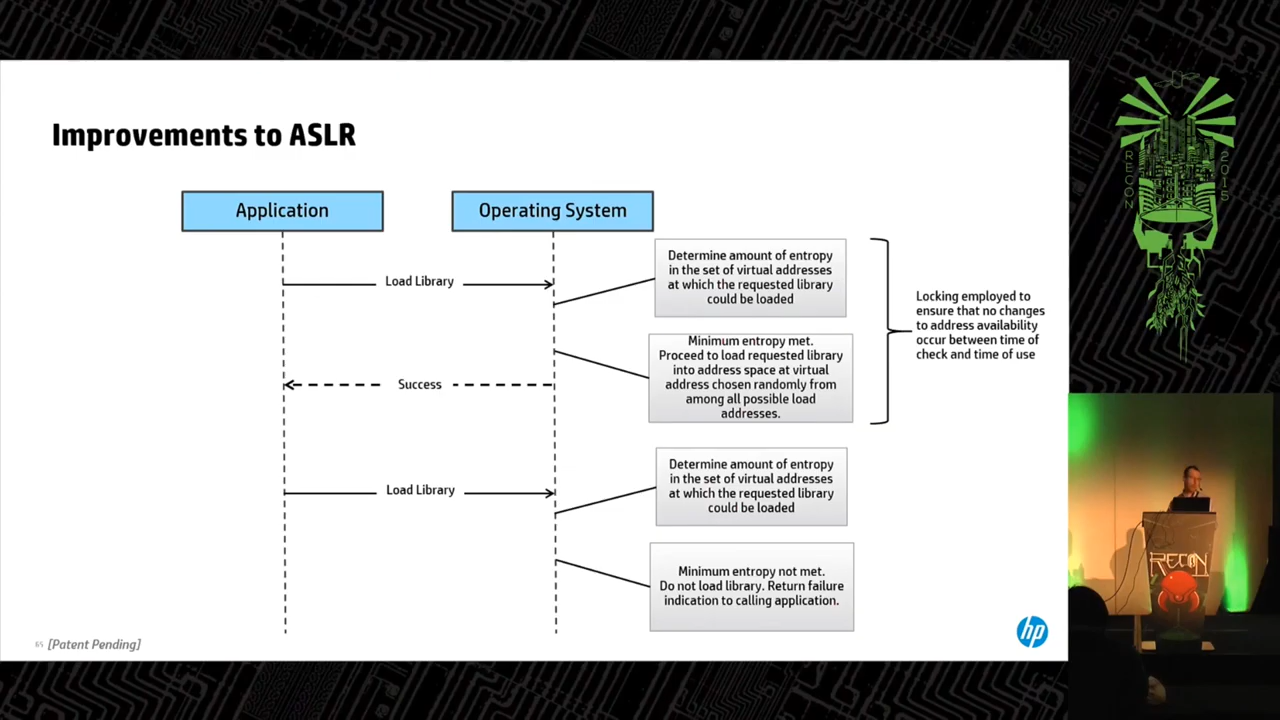 Improvements to ASLR
Application
Operating System
Load Library
Determine amount of entropy
in the set of virtual addresses
at which the requested library
could be loaded
Minimum entropy met.
Proceed to load requested library
into address space at virtual
address chosen randomly from
among all possible load
addresses.
Locking employed to
ensure that no changes
to address availability
occur between time of
check and time of use
Success
Load Library
Determine amount of entropy
in the set of virtual addresses
at which the requested library
could be loaded
Minimum entropy not met.
Do not load library. Return failure
indication to calling application.
65 [Patent Pending]
hp
RECON
2015
RECON